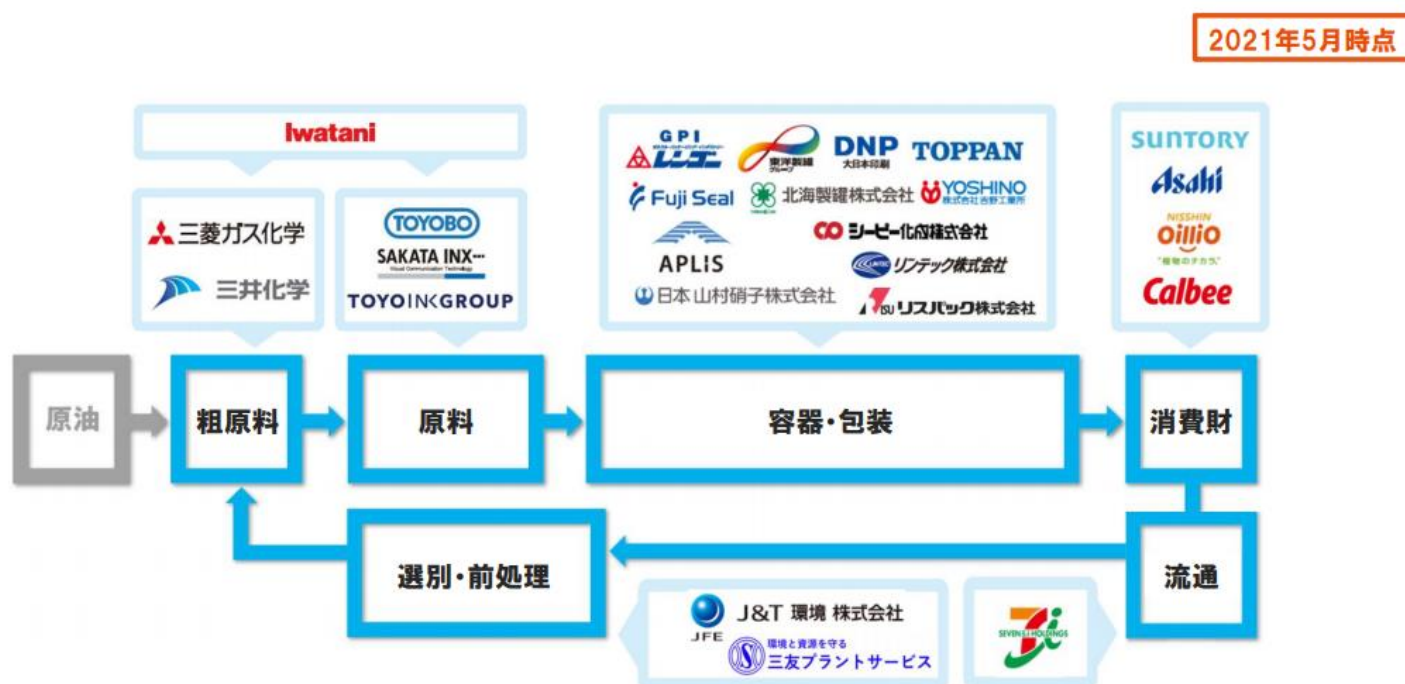 2021年5月時点
Iwatani
三菱ガス化学
三井化学
TOYOBO
SAKATA INX
Visual Communication Technology
TOYO INK GROUP
GPI
レンゴー
東洋製罐
グループ
DNP
大日本印刷
TOPPAN
Fuji Seal
北海製罐株式会社
YOSHINO
株式会社吉野工業所
APLIS
シーピー化成株式会社
LINTEC
リンテック株式会社
日本山村硝子株式会社
RISU リスパック株式会社
SUNTORY
Asahi
NISSHIN
OilliO
"植物のチカラ"
Calbee
原油
粗原料
原料
容器・包装
消費財
選別・前処理
流通
JFE
J&T 環境 株式会社
環境と資源を守る
三友プラントサービス
SEVEN & i HOLDINGS